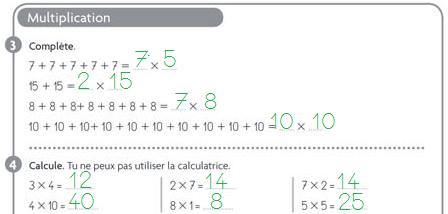 Multiplication
3 Complète.
7 + 7 + 7 + 7 + 7 = 7 × 5
15 + 15 = 2 × 15
8 + 8 + 8+ 8 + 8 + 8 + 8 = 7 × 8
10 + 10 + 10+ 10 + 10 + 10 + 10 + 10 + 10 + 10 = 10 × 10
4 Calcule. Tu ne peux pas utiliser la calculatrice.
3 × 4 = 12 2 × 7 = 14 7 × 2 = 14
4 × 10 = 40 8 × 1 = 8 5 × 5 = 25